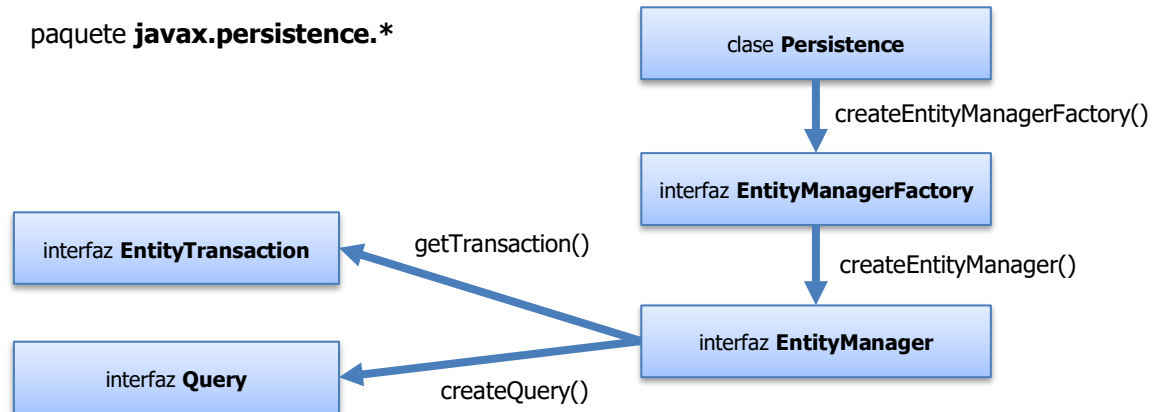 paquete javax.persistence.*
clase Persistence
createEntityManagerFactory()
interfaz EntityManagerFactory
createEntityManager()
interfaz EntityTransaction
getTransaction()
interfaz EntityManager
interfaz Query
createQuery()